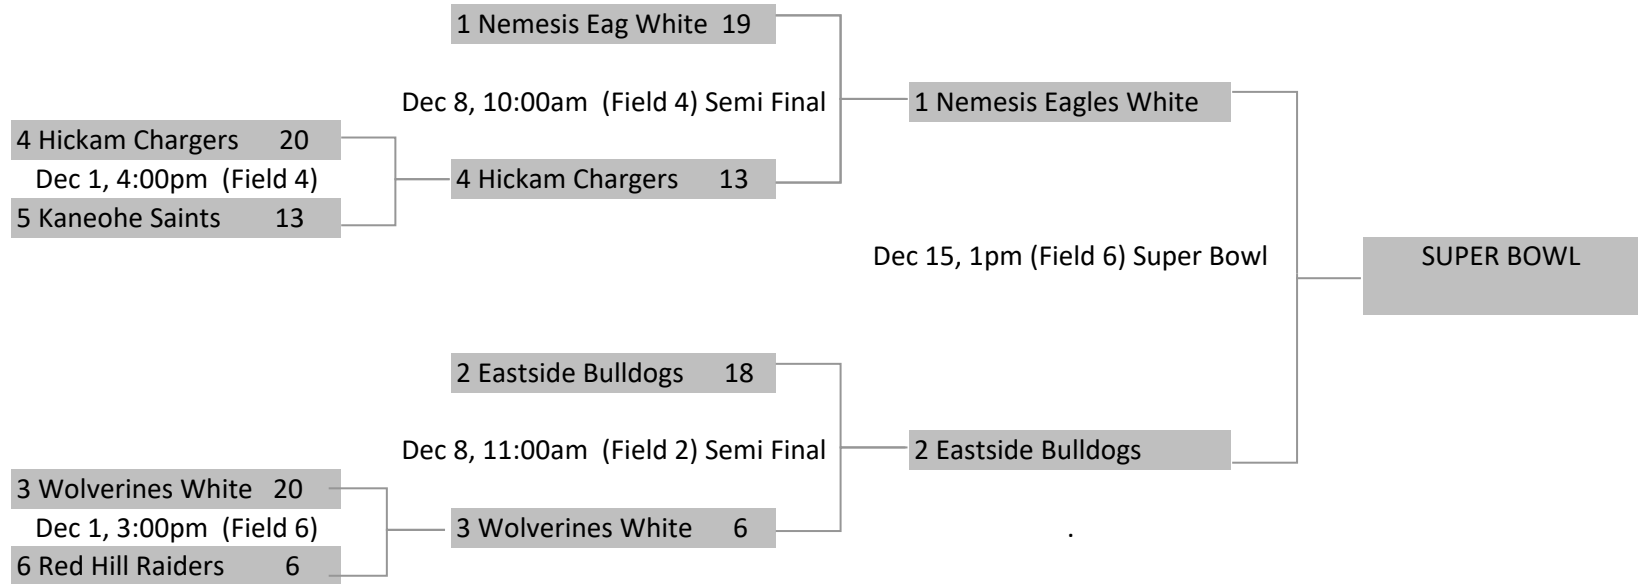 1 Nemesis Eag White 19
Dec 8, 10:00am (Field 4) Semi Final
1 Nemesis Eagles White
4 Hickam Chargers 20
Dec 1, 4:00pm (Field 4)
4 Hickam Chargers 13
5 Kaneohe Saints 13
Dec 15, 1pm (Field 6) Super Bowl
SUPER BOWL
2 Eastside Bulldogs 18
Dec 8, 11:00am (Field 2) Semi Final
2 Eastside Bulldogs
3 Wolverines White 20
Dec 1, 3:00pm (Field 6)
3 Wolverines White 6
.
6 Red Hill Raiders 6